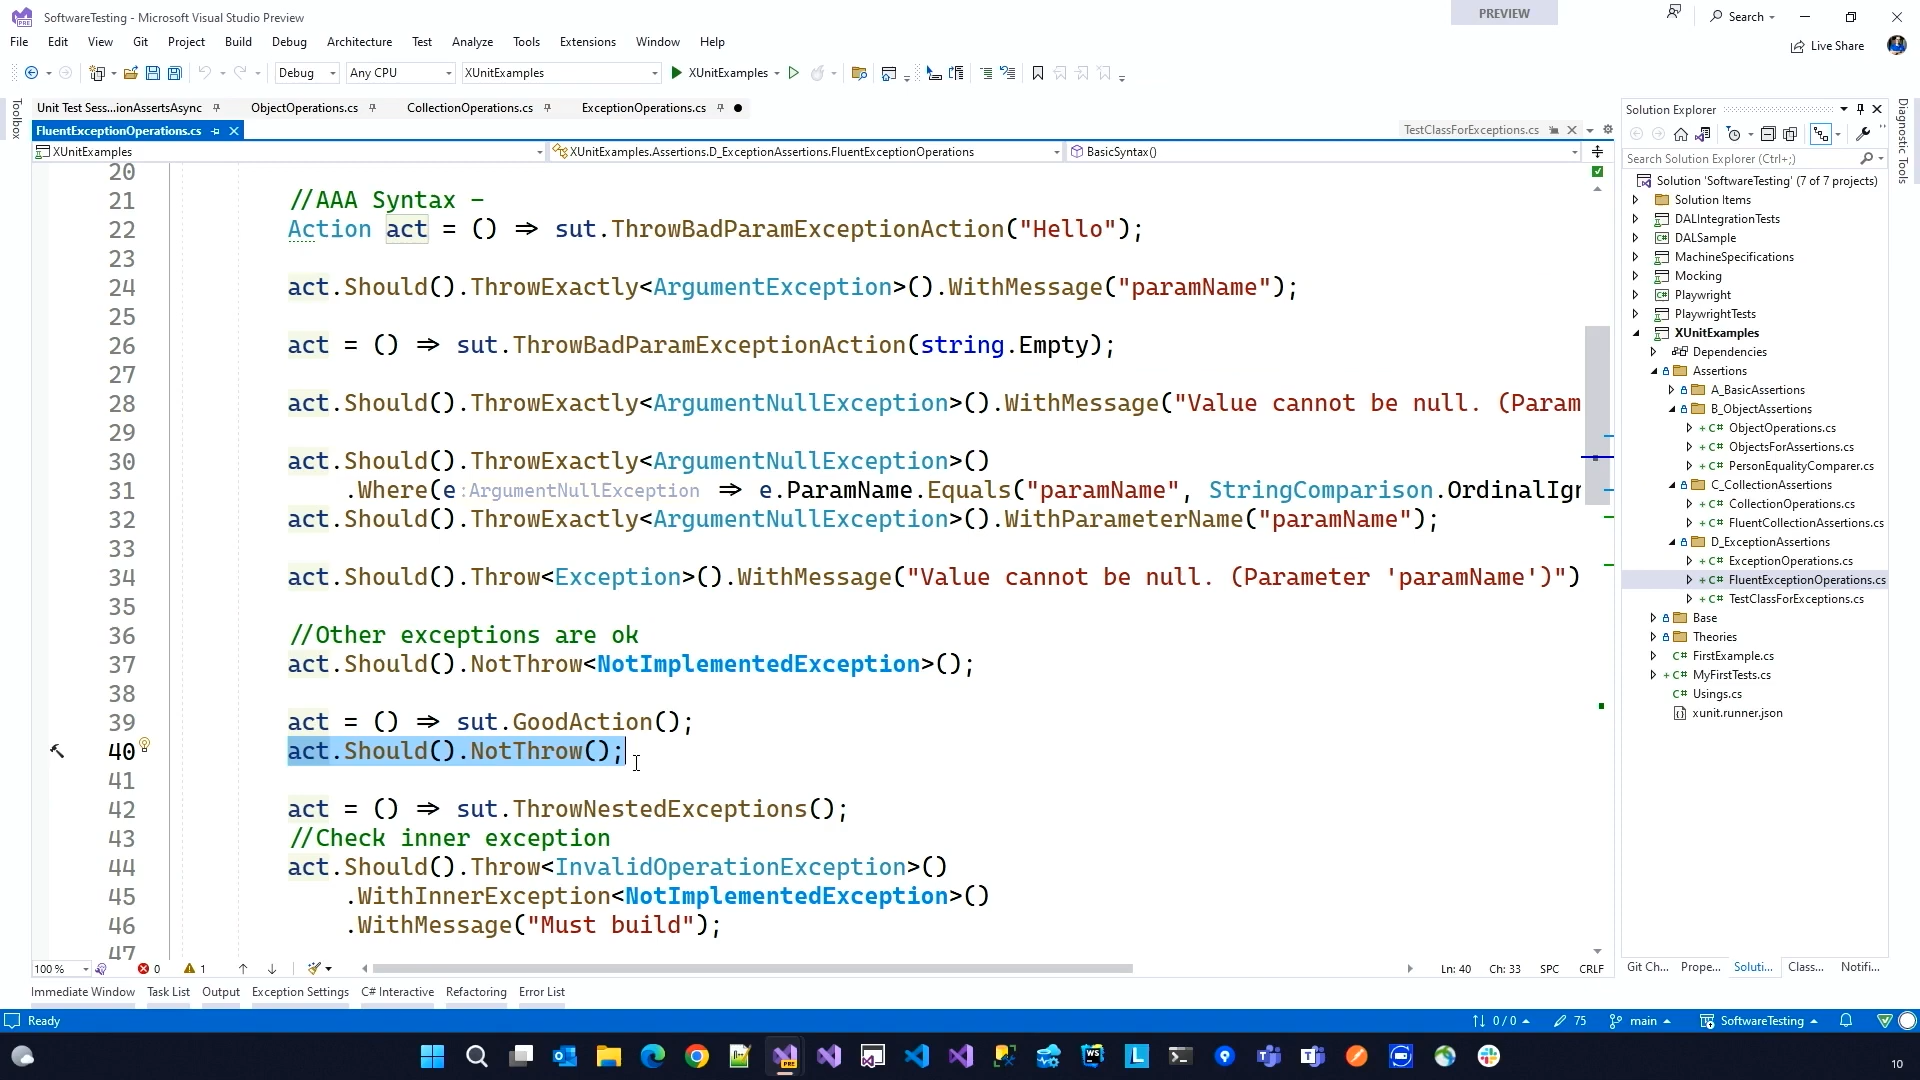 SoftwareTesting - Microsoft Visual Studio Preview
PREVIEW
Search
File Edit View Git Project Build Debug Architecture Test Analyze Tools Extensions Window Help
Live Share
Debug Any CPU XUnitExamples XUnitExamples
Toolbox
Unit Test Sess...ionAssertsAsync ObjectOperations.cs CollectionOperations.cs ExceptionOperations.cs
FluentExceptionOperations.cs TestClassForExceptions.cs
XUnitExamples XUnitExamples.Assertions.D_ExceptionAssertions.FluentExceptionOperations BasicSyntax()
20
21 //AAA Syntax -
22 Action act = () => sut.ThrowBadParamExceptionAction("Hello");
23
24 act.Should().ThrowExactly<ArgumentException>().WithMessage("paramName");
25
26 act = () => sut.ThrowBadParamExceptionAction(string.Empty);
27
28 act.Should().ThrowExactly<ArgumentNullException>().WithMessage("Value cannot be null. (Param
29
30 act.Should().ThrowExactly<ArgumentNullException>()
31 .Where(e:ArgumentNullException => e.ParamName.Equals("paramName", StringComparison.OrdinalIgr
32 act.Should().ThrowExactly<ArgumentNullException>().WithParameterName("paramName");
33
34 act.Should().Throw<Exception>().WithMessage("Value cannot be null. (Parameter 'paramName')")
35
36 //Other exceptions are ok
37 act.Should().NotThrow<NotImplementedException>();
38
39 act = () => sut.GoodAction();
40 act.Should().NotThrow();
41
42 act = () => sut.ThrowNestedExceptions();
43 //Check inner exception
44 act.Should().Throw<InvalidOperationException>()
45 .WithInnerException<NotImplementedException>()
46 .WithMessage("Must build");
47
100 % 0 1 Ln: 40 Ch: 33 SPC CRLF
Solution Explorer
Search Solution Explorer (Ctrl+;)
Solution 'SoftwareTesting' (7 of 7 projects)
Solution Items
DALIntegrationTests
DALSample
MachineSpecifications
Mocking
Playwright
PlaywrightTests
XUnitExamples
Dependencies
Assertions
A_BasicAssertions
B_ObjectAssertions
ObjectOperations.cs
ObjectsForAssertions.cs
PersonEqualityComparer.cs
C_CollectionAssertions
CollectionOperations.cs
FluentCollectionAssertions.cs
D_ExceptionAssertions
ExceptionOperations.cs
FluentExceptionOperations.cs
TestClassForExceptions.cs
Base
Theories
FirstExample.cs
MyFirstTests.cs
Usings.cs
xunit.runner.json
Git Ch... Prope... Soluti... Class... Notifi...
Diagnostic Tools
Immediate Window Task List Output Exception Settings C# Interactive Refactoring Error List
Ready 0 / 0 75 main SoftwareTesting
10